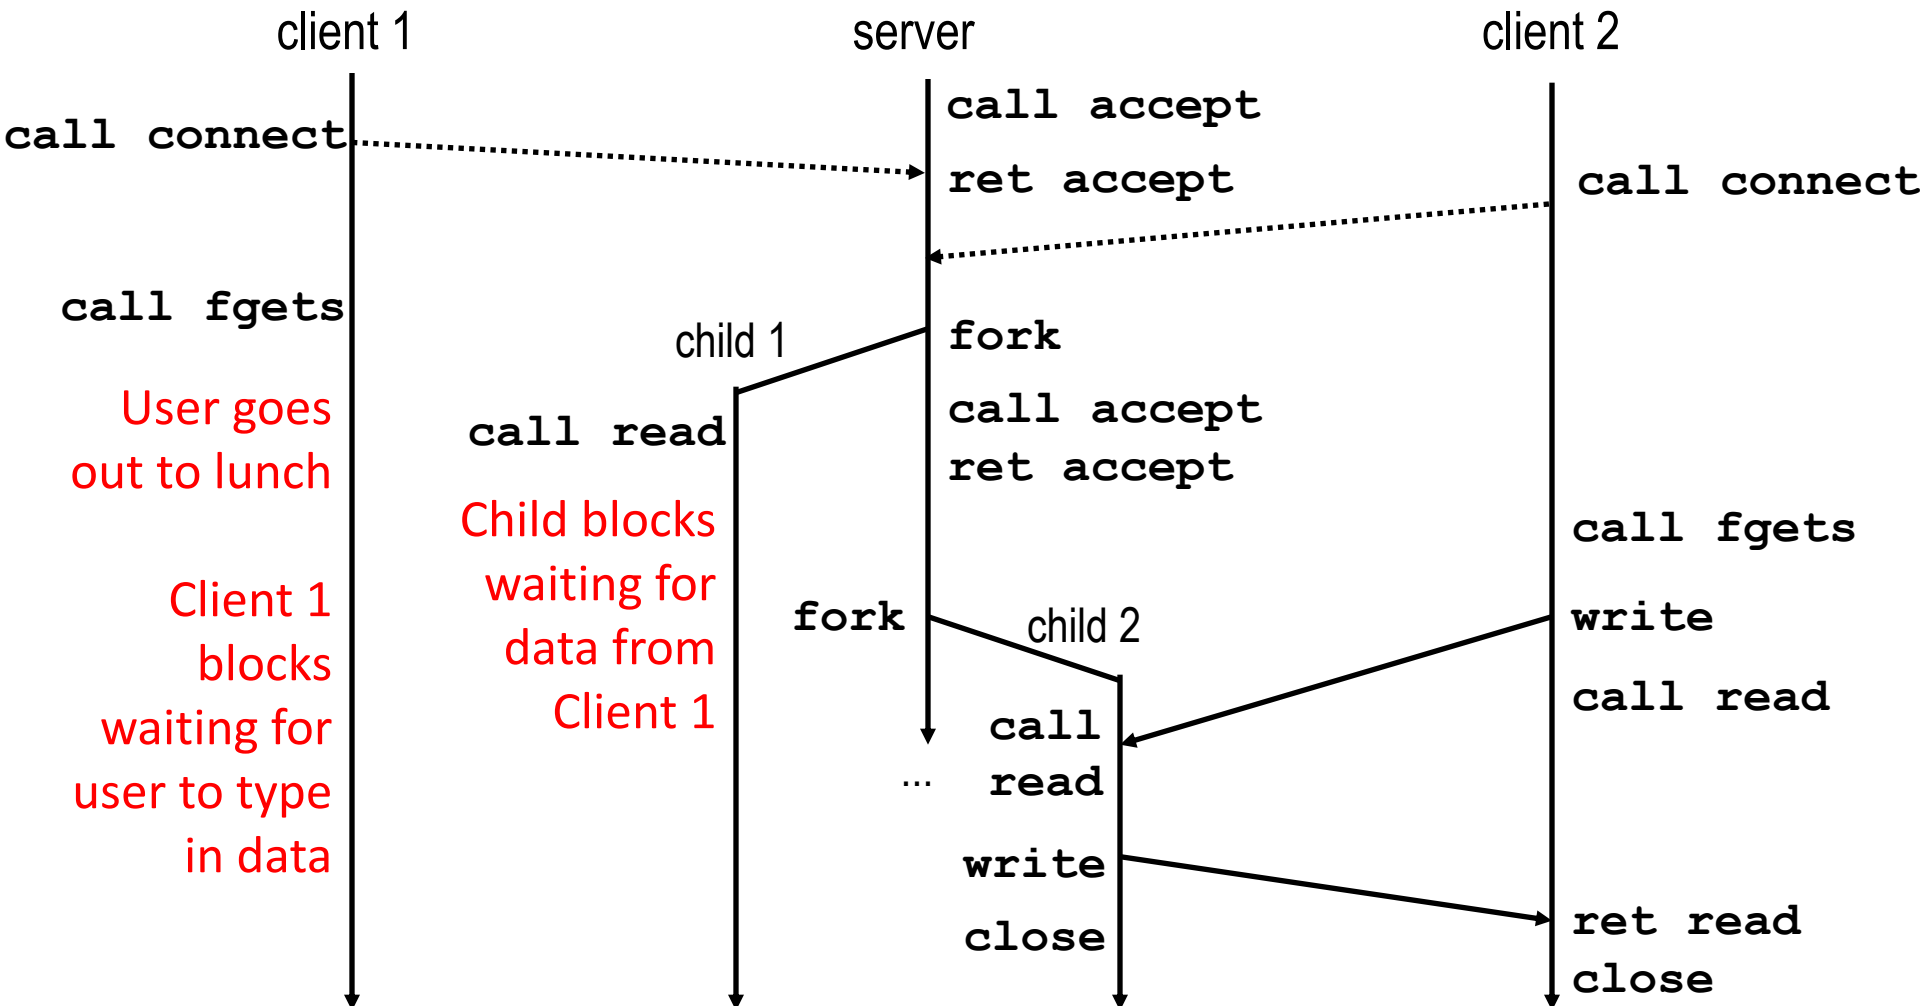 client 1
server
client 2
call connect
call accept
ret accept
call connect
call fgets
User goes
out to lunch
Client 1
blocks
waiting for
user to type
in data
child 1
call read
Child blocks
waiting for
data from
Client 1
fork
call accept
ret accept
fork
...
child 2
call
read
write
close
call fgets
write
call read
ret read
close